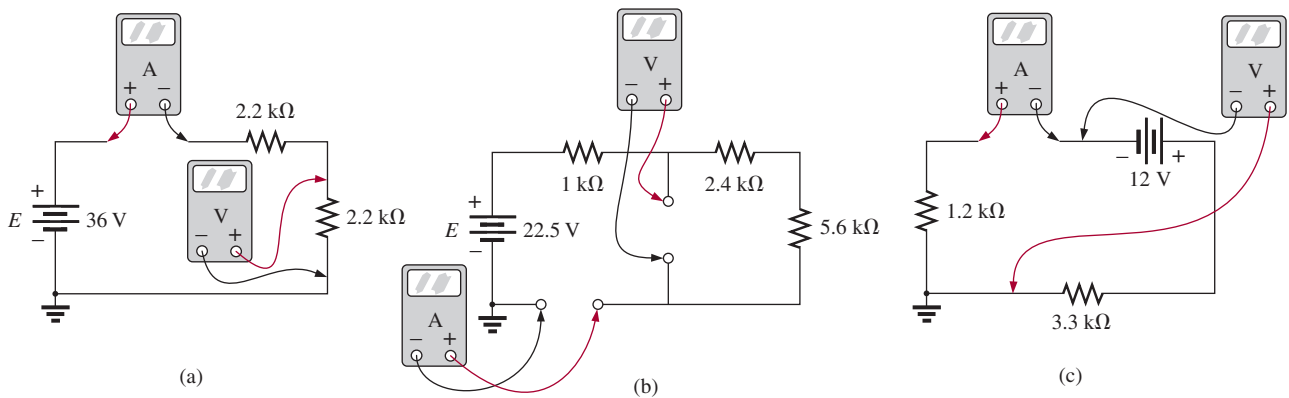 A
+ −
2.2 kΩ
+
E
36 V
−
V
− +
2.2 kΩ
(a)
V
− +
1 kΩ
2.4 kΩ
+
E
22.5 V
−
5.6 kΩ
A
− +
(b)
A
+ −
V
− +
− +
12 V
1.2 kΩ
3.3 kΩ
(c)